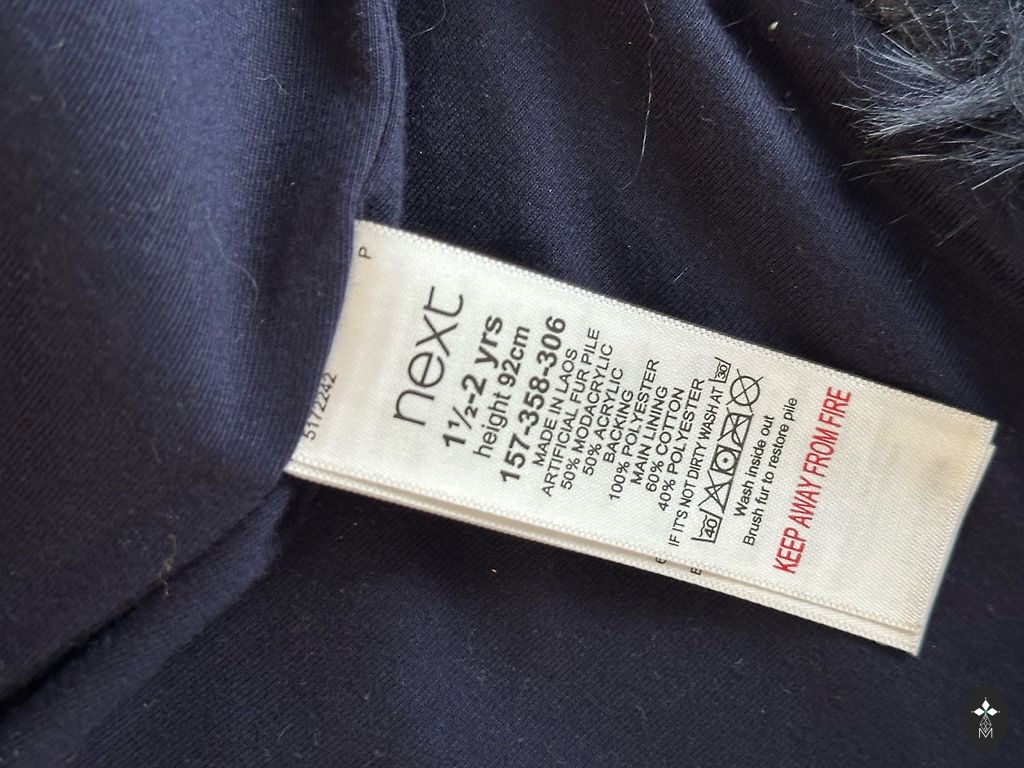 5172242
P
next
1½-2 yrs
height 92cm
157-358-306
MADE IN LAOS
ARTIFICIAL FUR PILE
50% MODACRYLIC
50% ACRYLIC
BACKING
100% POLYESTER
MAIN LINING
60% COTTON
40% POLYESTER
IF IT'S NOT DIRTY WASH AT 30
40
Wash inside out
Brush fur to restore pile
KEEP AWAY FROM FIRE
M